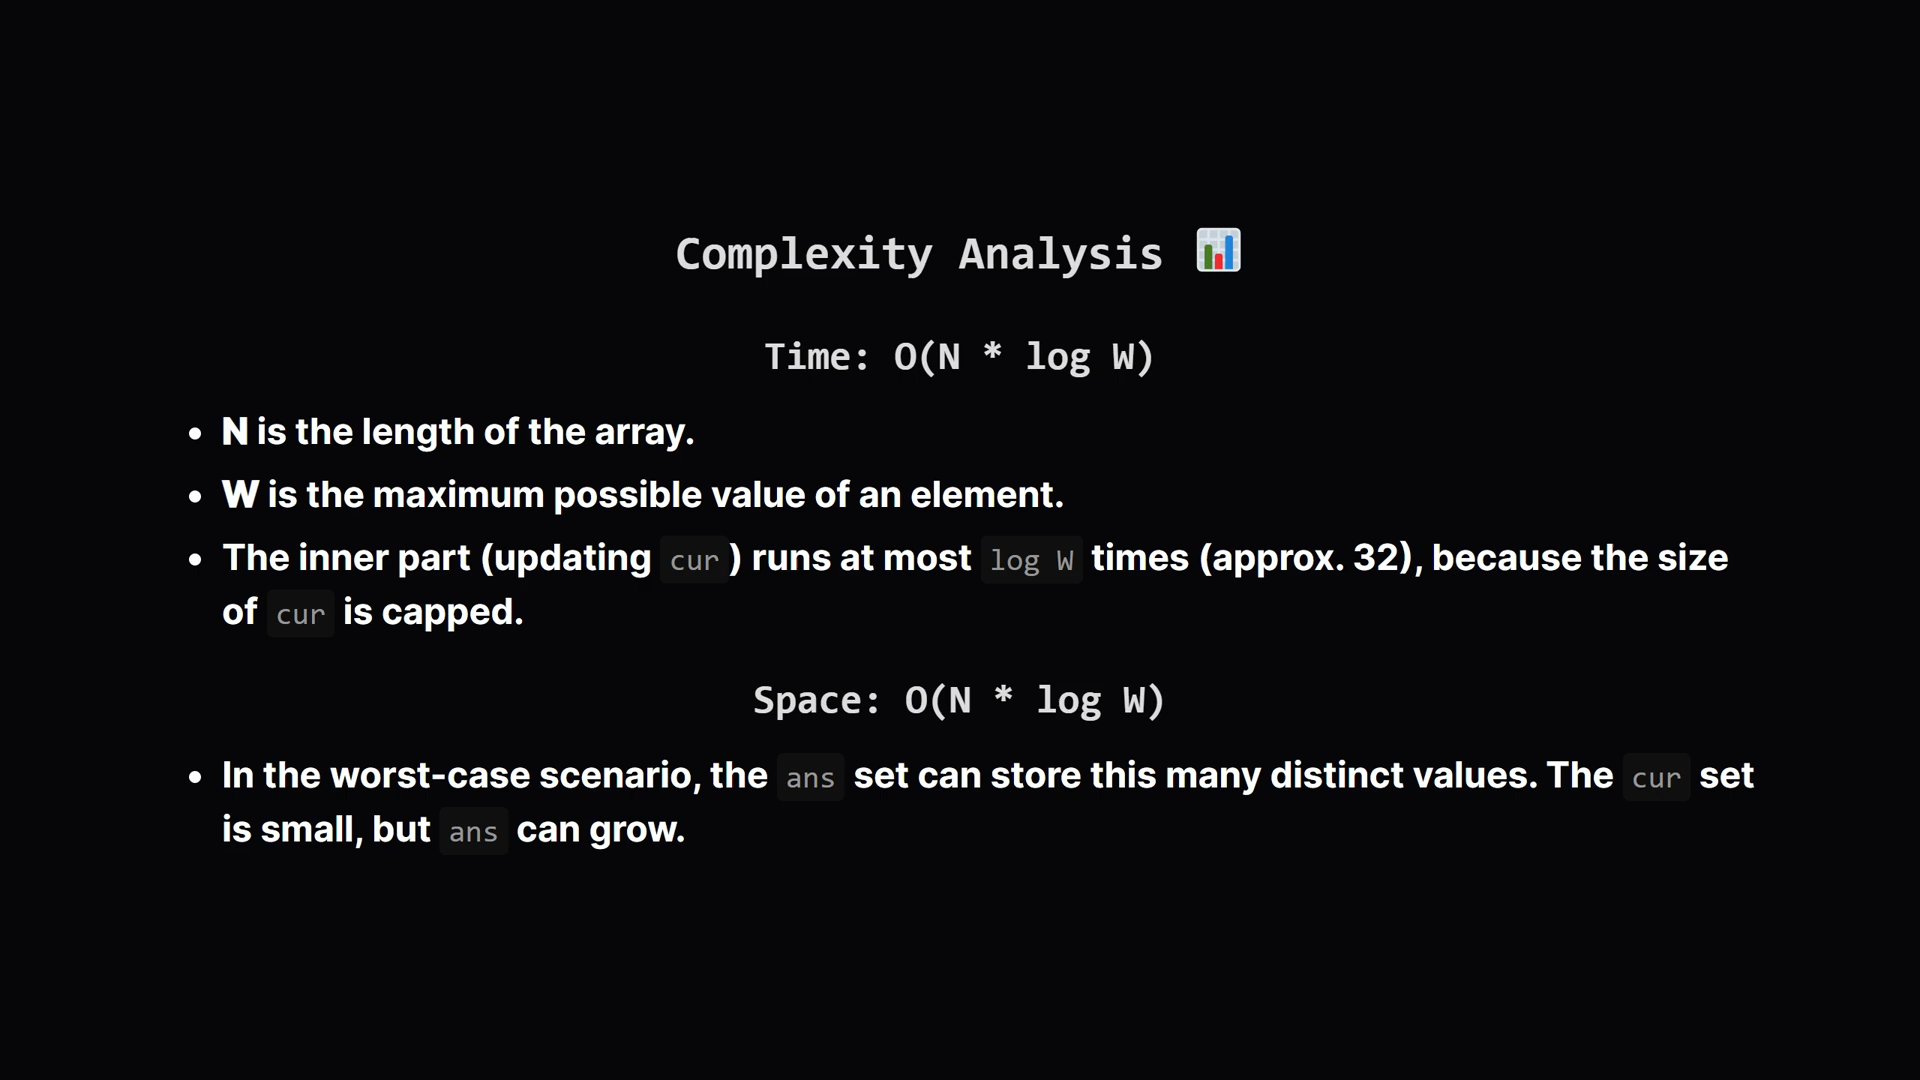 Complexity Analysis 📊
Time: O(N * log W)
• N is the length of the array.
• W is the maximum possible value of an element.
• The inner part (updating cur) runs at most log W times (approx. 32), because the size
of cur is capped.
Space: O(N * log W)
• In the worst-case scenario, the ans set can store this many distinct values. The cur set
is small, but ans can grow.